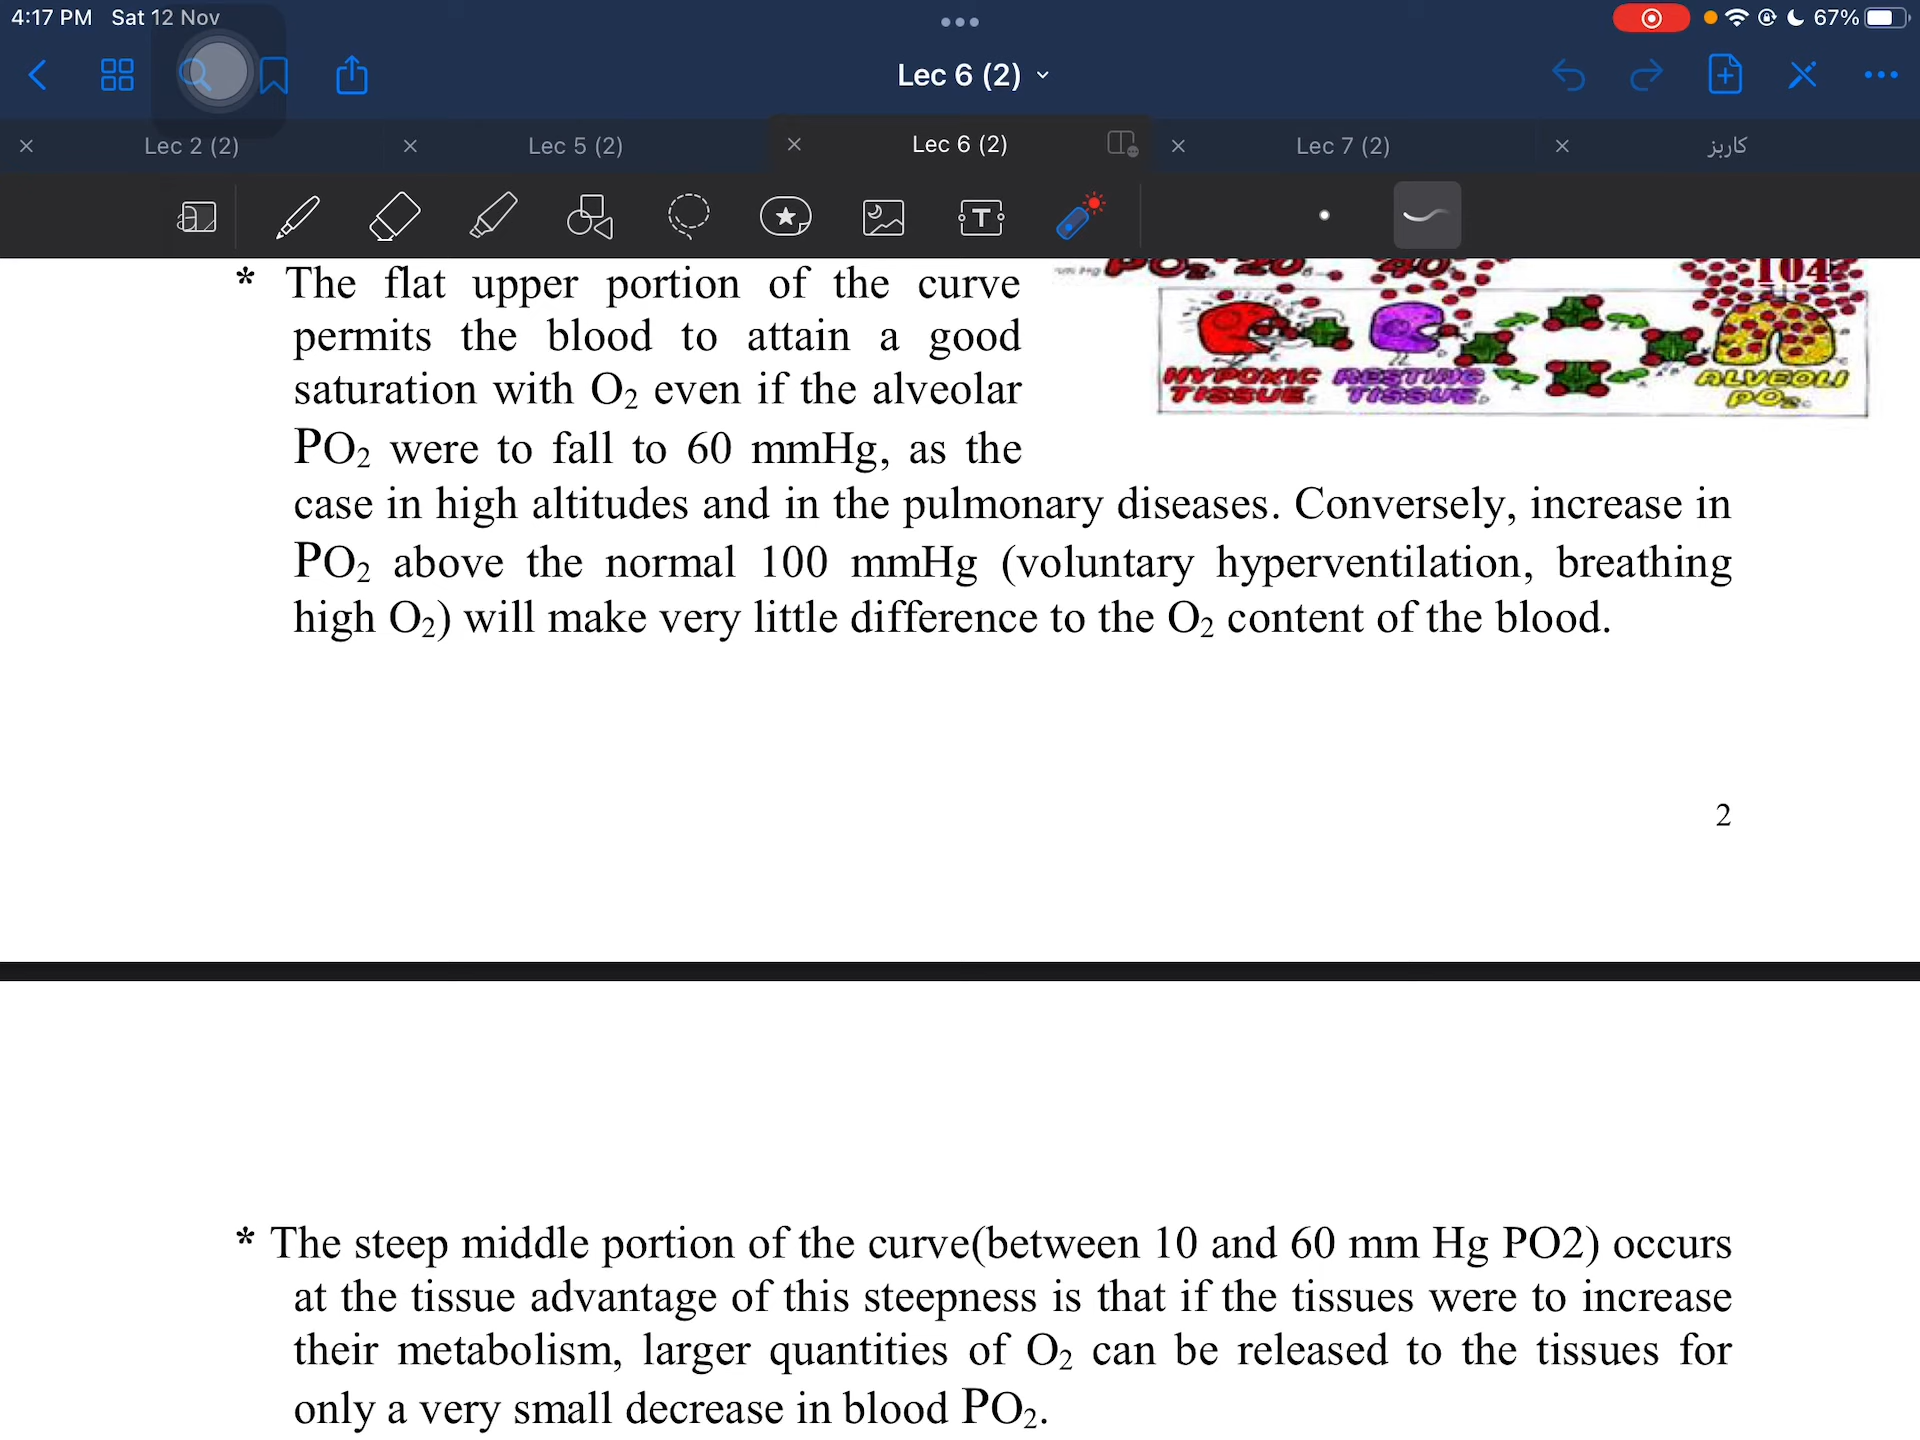 4:17 PM Sat 12 Nov
67%
Lec 6 (2)
Lec 2 (2)
Lec 5 (2)
Lec 6 (2)
Lec 7 (2)
كاربز
* The flat upper portion of the curve
permits the blood to attain a good
saturation with O₂ even if the alveolar
PO₂ were to fall to 60 mmHg, as the
case in high altitudes and in the pulmonary diseases. Conversely, increase in
PO₂ above the normal 100 mmHg (voluntary hyperventilation, breathing
high O₂) will make very little difference to the O₂ content of the blood.
PO₂ 20 40 104
HYPOXIC TISSUE
RESTING TISSUE
ALVEOLI PO₂
2
* The steep middle portion of the curve(between 10 and 60 mm Hg PO2) occurs
at the tissue advantage of this steepness is that if the tissues were to increase
their metabolism, larger quantities of O₂ can be released to the tissues for
only a very small decrease in blood PO₂.